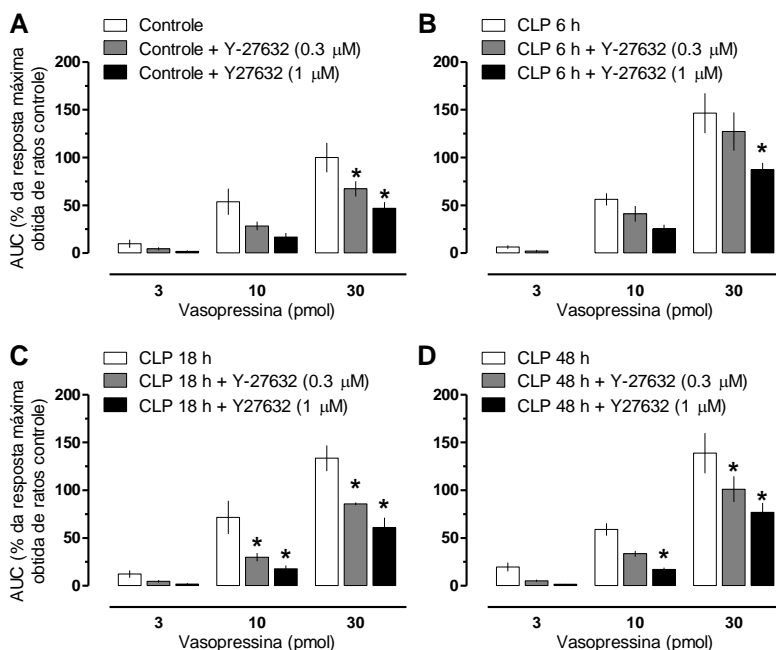 A
Controle
Controle + Y-27632 (0.3 μM)
Controle + Y27632 (1 μM)
AUC (% da resposta máxima
obtida de ratos controle)
200
150
100
50
0
*
*
3
10
30
Vasopressina (pmol)
B
CLP 6 h
CLP 6 h + Y-27632 (0.3 μM)
CLP 6 h + Y-27632 (1 μM)
200
150
100
50
0
*
3
10
30
Vasopressina (pmol)
C
CLP 18 h
CLP 18 h + Y-27632 (0.3 μM)
CLP 18 h + Y27632 (1 μM)
AUC (% da resposta máxima
obtida de ratos controle)
200
150
100
50
0
*
*
*
*
3
10
30
Vasopressina (pmol)
D
CLP 48 h
CLP 48 h + Y-27632 (0.3 μM)
CLP 48 h + Y27632 (1 μM)
200
150
100
50
0
*
*
*
3
10
30
Vasopressina (pmol)